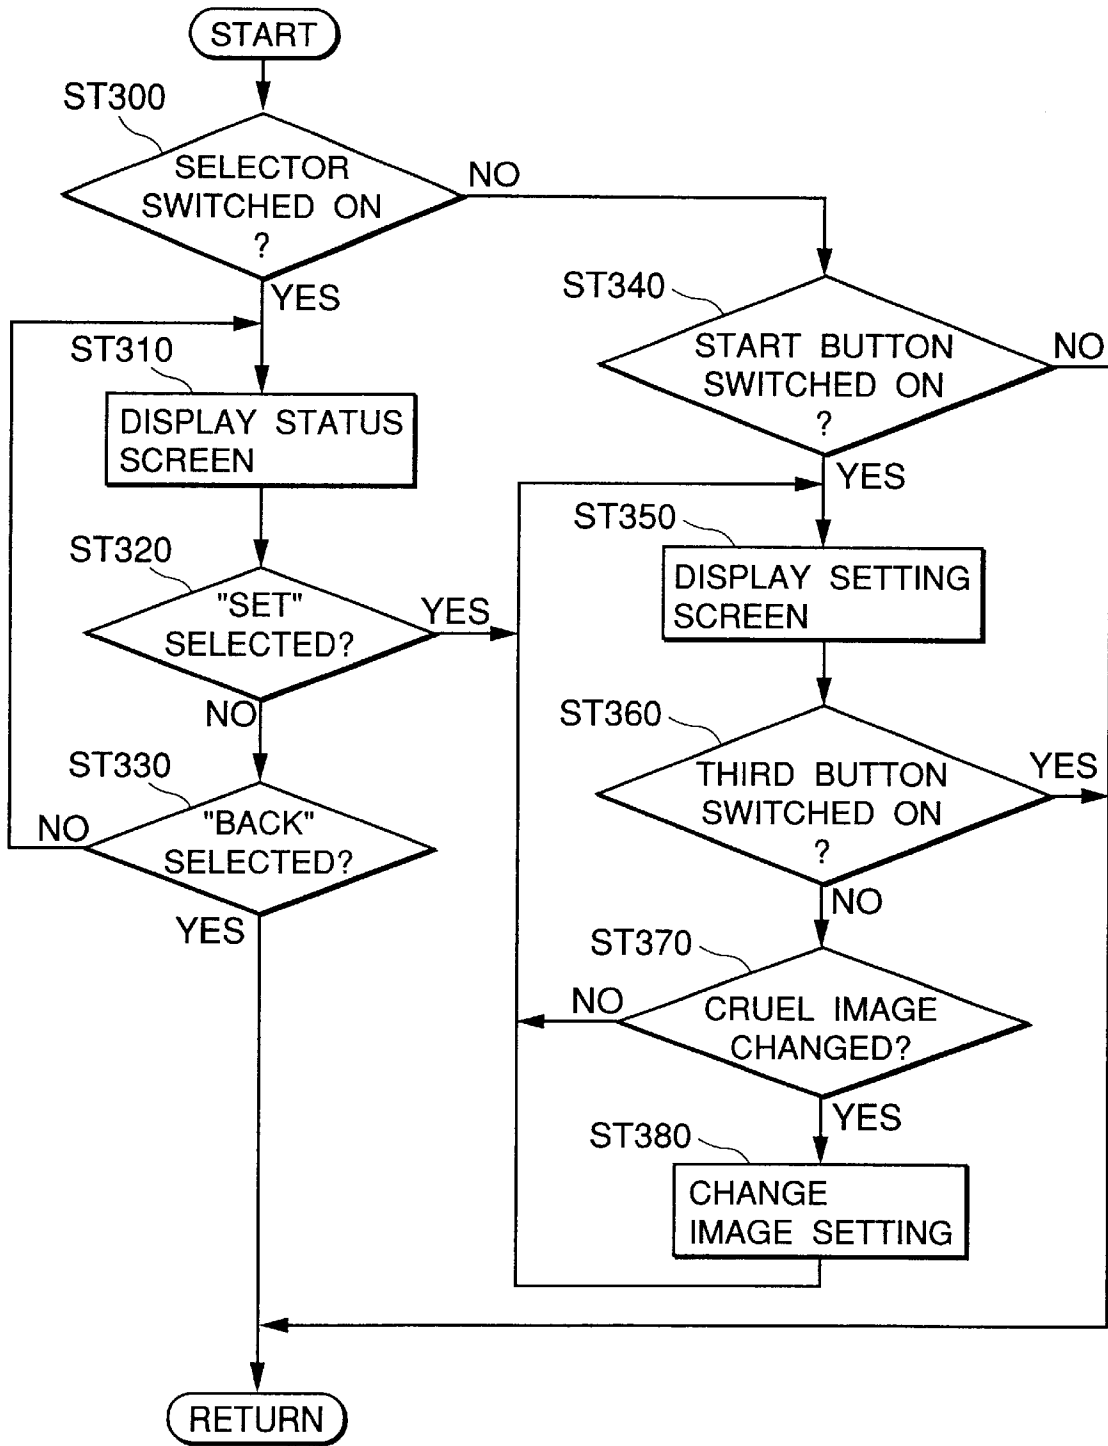 START
ST300
SELECTOR
SWITCHED ON
?
NO
YES
ST310
DISPLAY STATUS
SCREEN
ST320
"SET"
SELECTED?
YES
NO
ST330
"BACK"
SELECTED?
NO
YES
ST340
START BUTTON
SWITCHED ON
?
NO
YES
ST350
DISPLAY SETTING
SCREEN
ST360
THIRD BUTTON
SWITCHED ON
?
YES
NO
ST370
CRUEL IMAGE
CHANGED?
NO
YES
ST380
CHANGE
IMAGE SETTING
RETURN